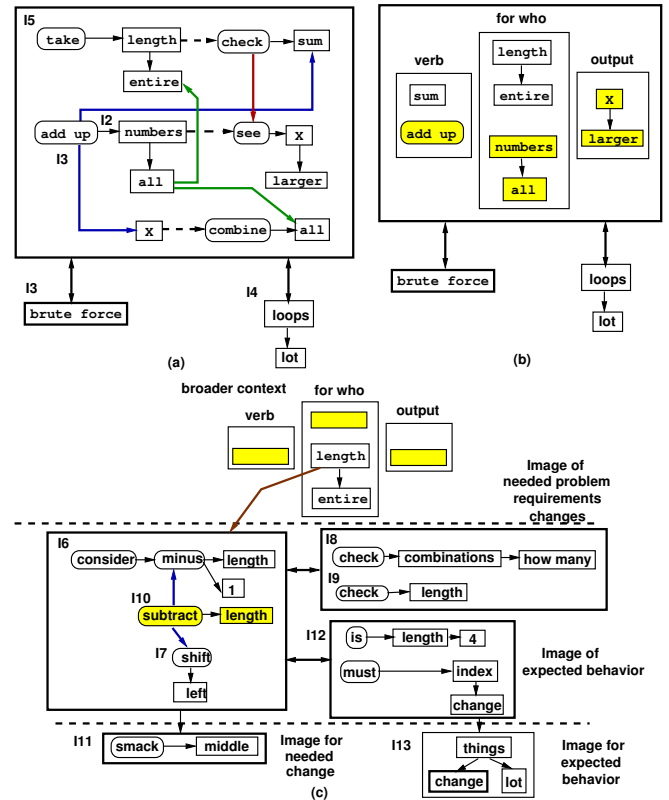 I5
take length check sum
entire
add up I2 numbers see x
I3
all larger
x combine all
I3 I4
brute force loops
lot
(a)
for who
verb length output
sum entire x
add up numbers larger
all
brute force loops
lot
(b)
broader context for who
verb output
length
entire
Image of
needed problem
requirements
changes
I6
consider minus length
1
I10
subtract length
I7 shift
left
I8
check combinations how many
I9
check length
I12 is length 4
must index
change
Image of
expected behavior
I11
smack middle
Image for
needed
change
I13
things
change lot
Image for
expected
behavior
(c)